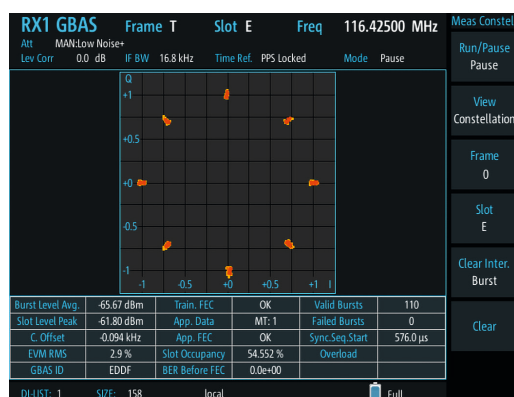 RX1 GBAS Frame T Slot E Freq 116.42500 MHz Meas Constel
Att MAN:Low Noise+
Lev Corr 0.0 dB IF BW 16.8 kHz Time Ref. PPS Locked Mode Pause
Run/Pause
Pause
View
Constellation
Frame
0
Slot
E
Clear Inter.
Burst
Clear
Q
+1
+0.5
+0
-0.5
-1
-1 -0.5 +0 +0.5 +1 I
Burst Level Avg. -65.67 dBm Train. FEC OK Valid Bursts 110
Slot Level Peak -61.80 dBm App. Data MT: 1 Failed Bursts 0
C. Offset -0.094 kHz App. FEC OK Sync.Seq.Start 576.0 µs
EVM RMS 2.9 % Slot Occupancy 54.552 % Overload
GBAS ID EDDF BER Before FEC 0.0e+00
SIZE: 158 local Full